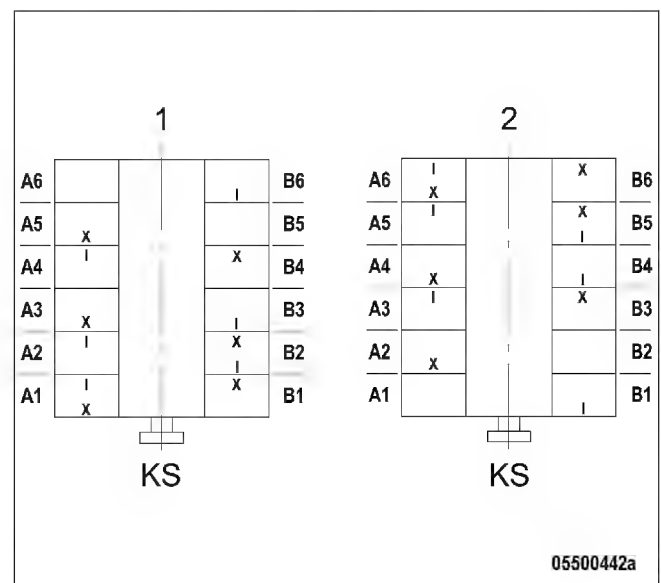 1 2
A6 I B6 A6 I X B6
X
A5 X B5 A5 I X I B5
A4 I X B4 A4 X I B4
A3 X I B3 A3 I X B3
A2 I X I B2 A2 X B2
A1 I X X B1 A1 I B1
KS KS
05500442a